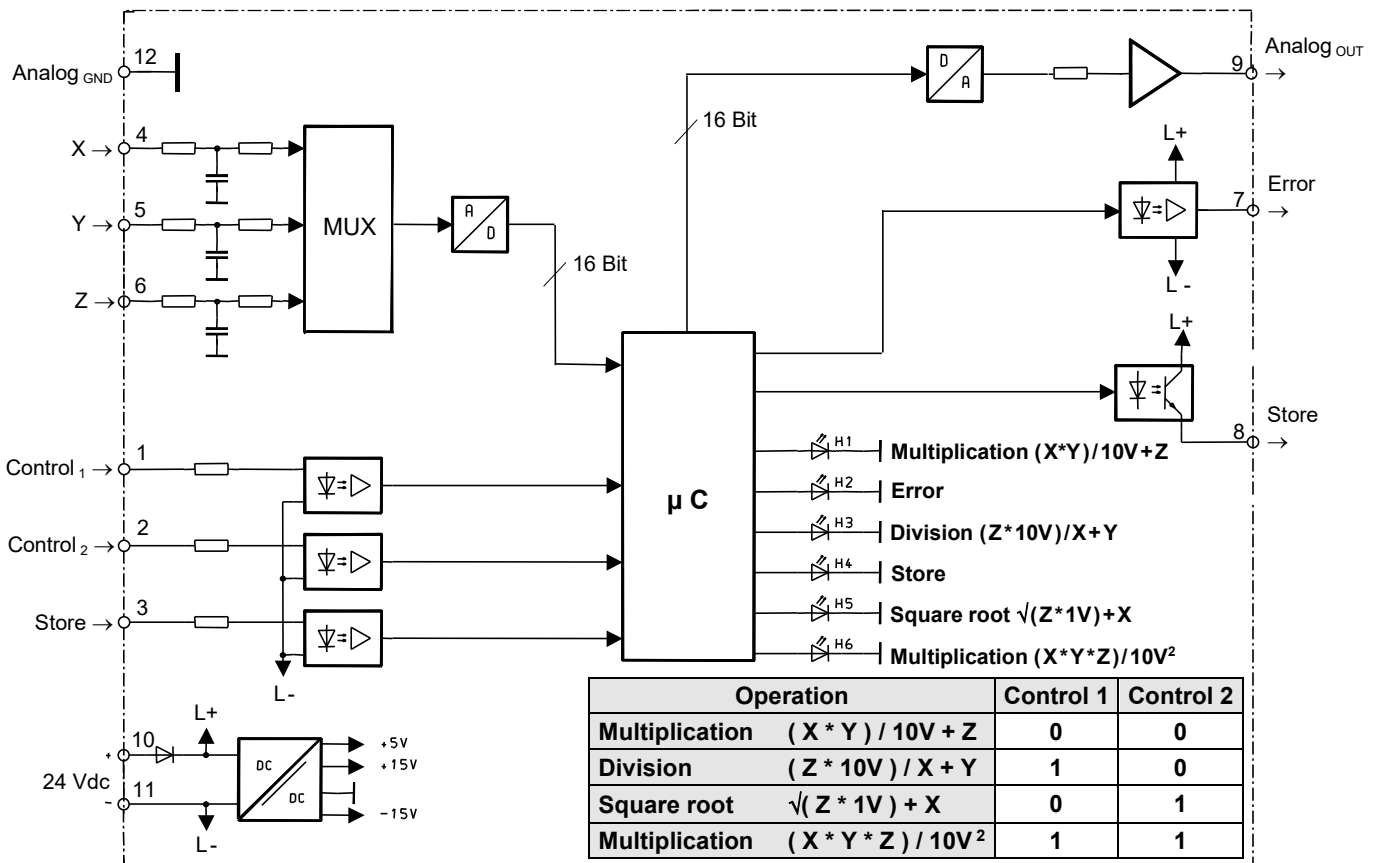 Analog GND
12
X →
4
Y →
5
Z →
6
MUX
A
D
16 Bit
16 Bit
D
A
9
Analog OUT
→
L+
L -
7
Error
→
L+
8
Store
→
Control 1 →
1
Control 2 →
2
Store →
3
L-
µ C
H1 Multiplication (X*Y)/10V+Z
H2 Error
H3 Division (Z*10V)/X+Y
H4 Store
H5 Square root √(Z*1V)+X
H6 Multiplication (X*Y*Z)/10V²
24 Vdc
+
10
-
11
L+
L-
DC
DC
+5V
+15V
-15V
Operation Control 1 Control 2
Multiplication ( X * Y ) / 10V + Z 0 0
Division ( Z * 10V ) / X + Y 1 0
Square root √( Z * 1V ) + X 0 1
Multiplication ( X * Y * Z ) / 10V² 1 1